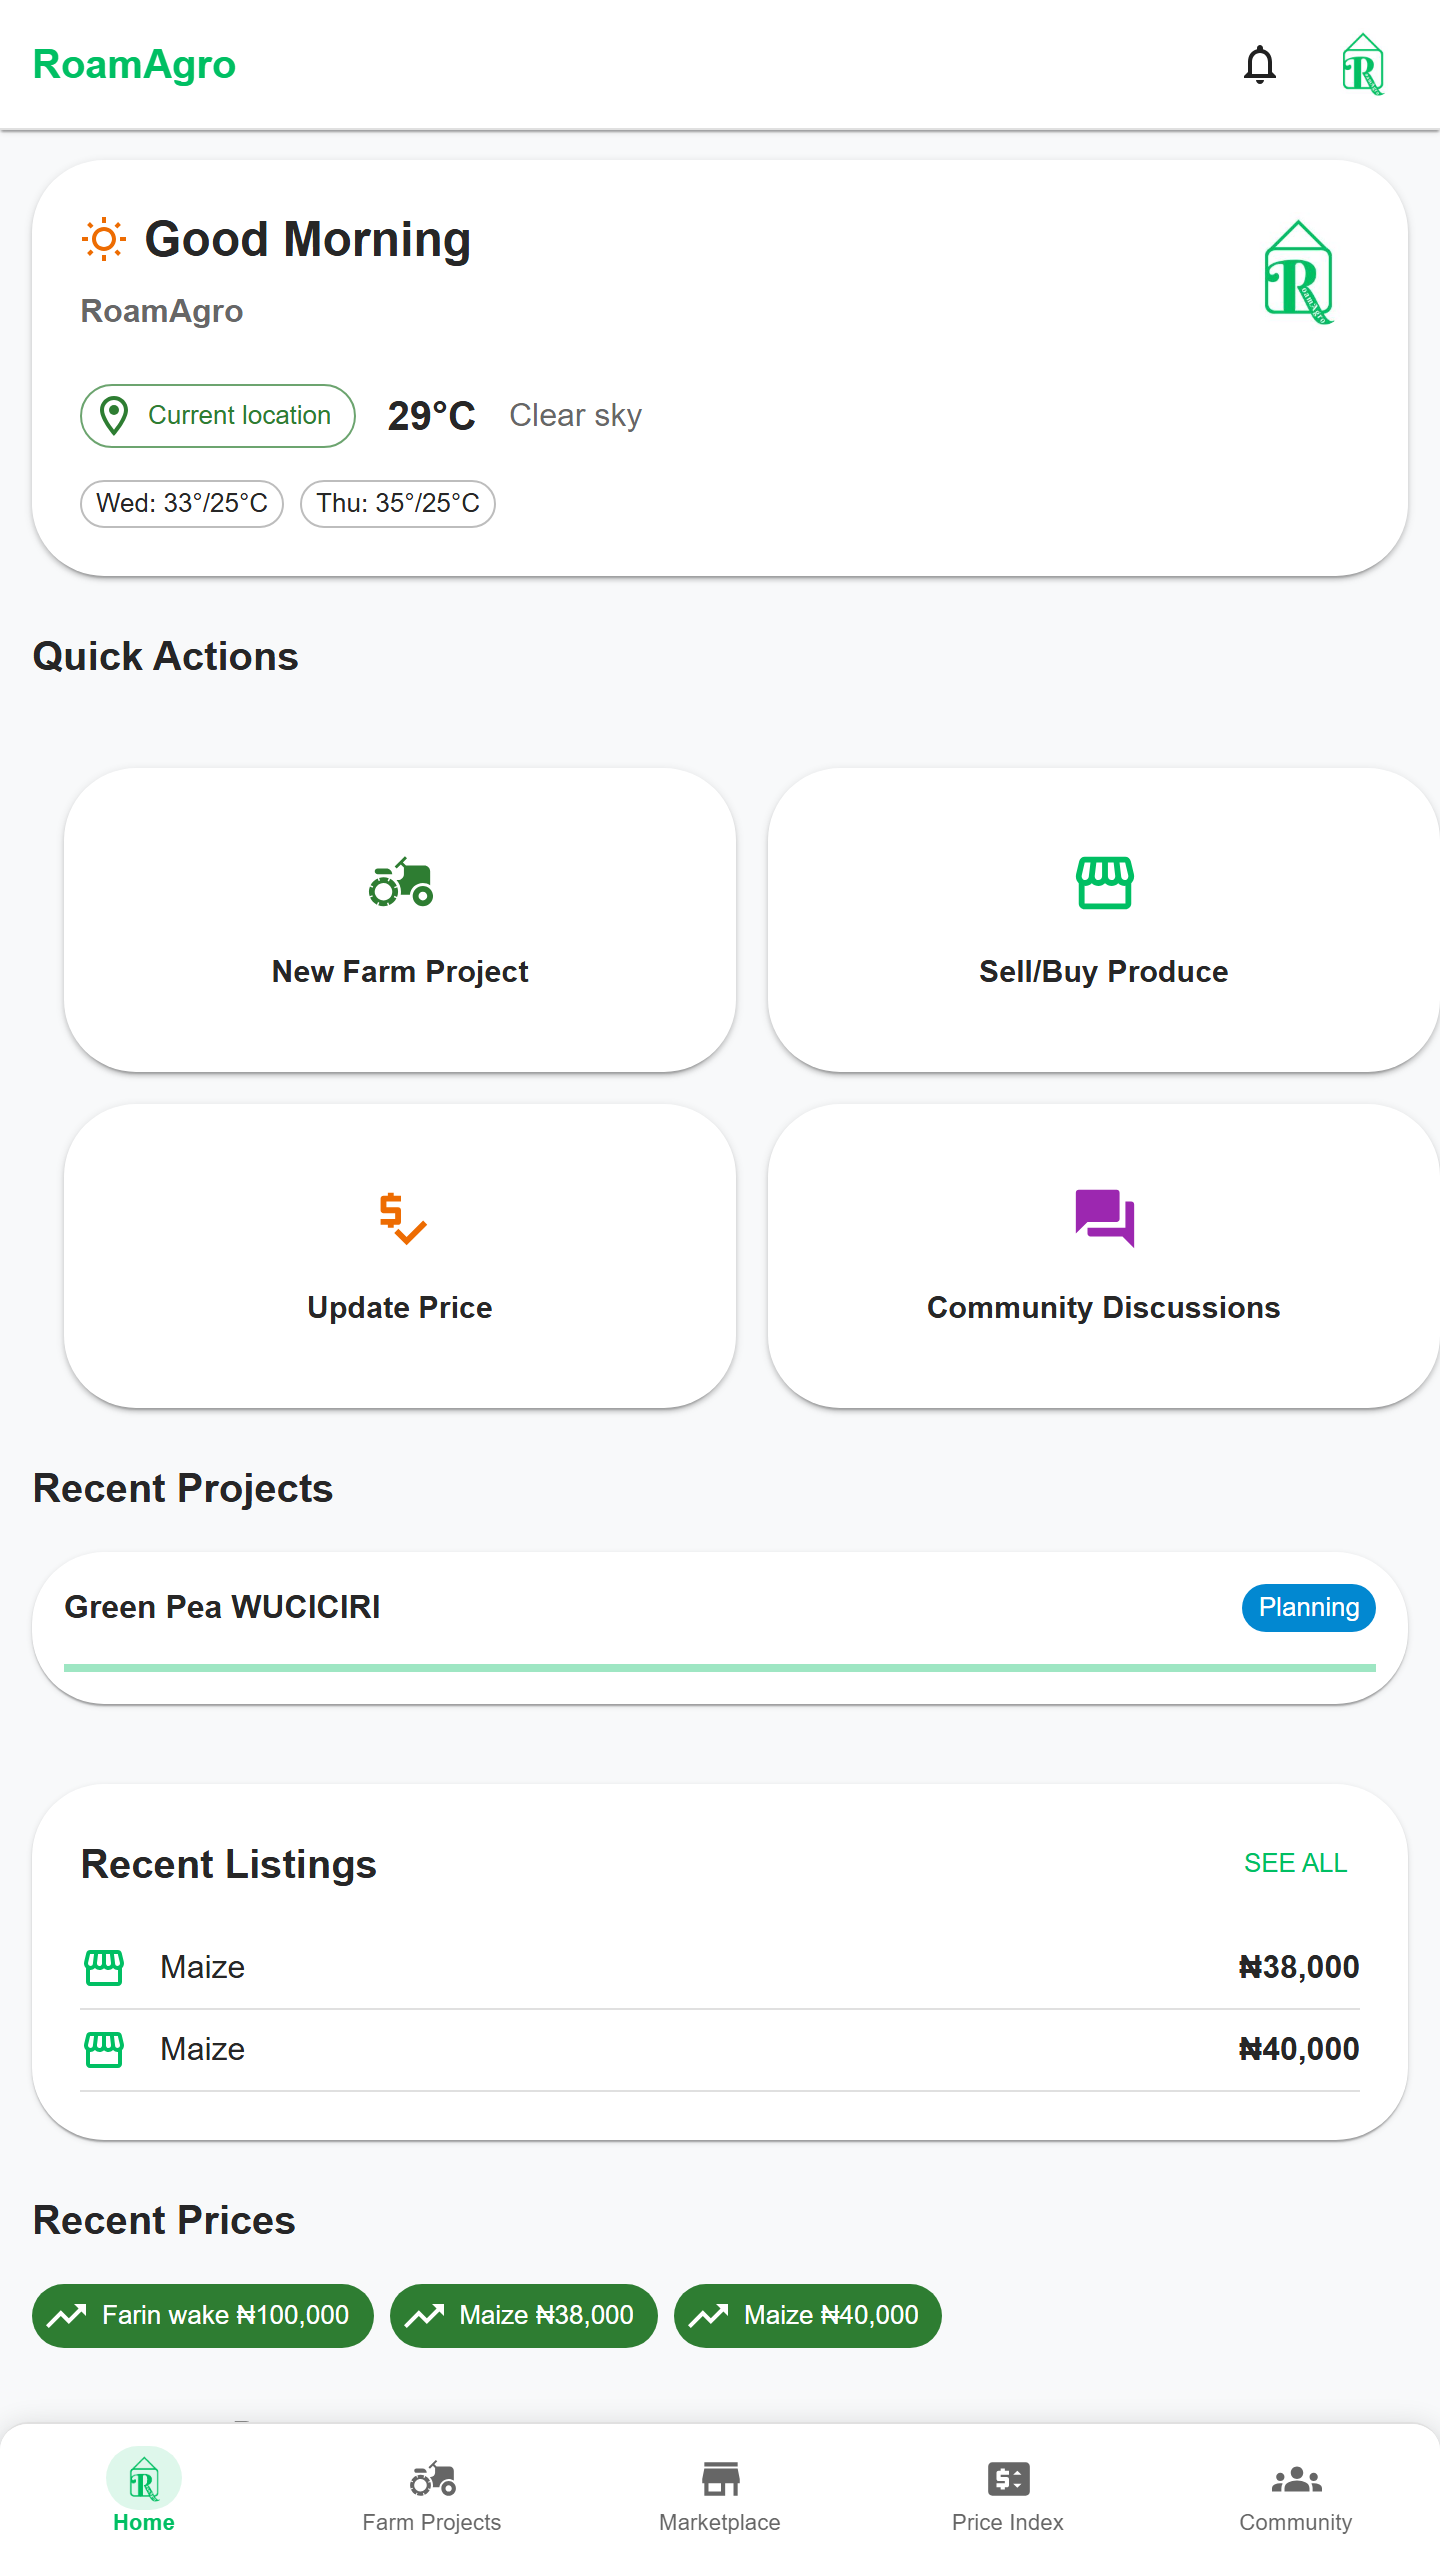 RoamAgro
Good Morning
RoamAgro
Current location 29°C Clear sky
Wed: 33°/25°C Thu: 35°/25°C
Quick Actions
New Farm Project
Sell/Buy Produce
Update Price
Community Discussions
Recent Projects
Green Pea WUCICIRI Planning
Recent Listings SEE ALL
Maize ₦38,000
Maize ₦40,000
Recent Prices
Farin wake ₦100,000 Maize ₦38,000 Maize ₦40,000
Home Farm Projects Marketplace Price Index Community